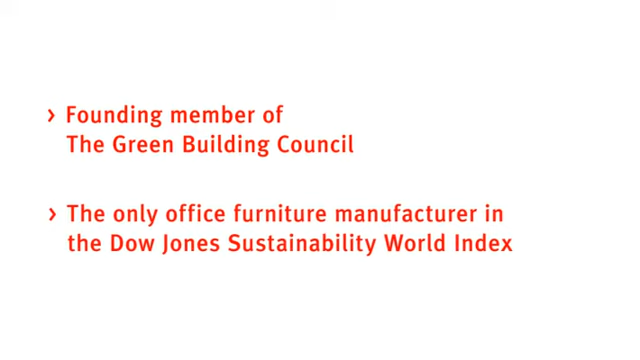 › Founding member of
The Green Building Council
› The only office furniture manufacturer in
the Dow Jones Sustainability World Index